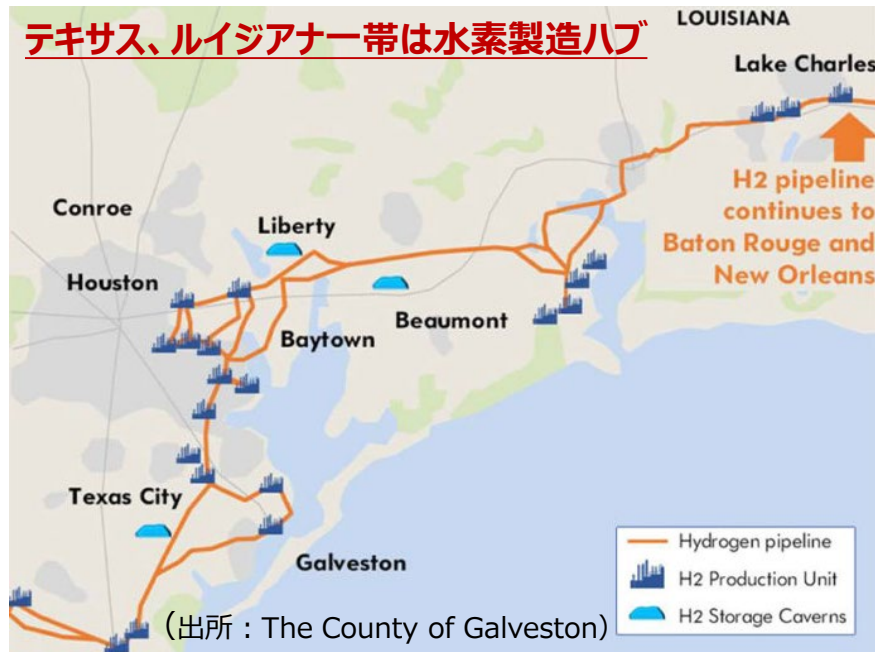 テキサス、ルイジアナ一帯は水素製造ハブ
LOUISIANA
Lake Charles
H2 pipeline
continues to
Baton Rouge and
New Orleans
Conroe
Liberty
Houston
Beaumont
Baytown
Texas City
Galveston
Hydrogen pipeline
H2 Production Unit
H2 Storage Caverns
(出所：The County of Galveston)